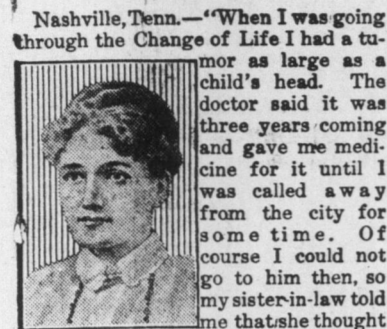 Nashville, Tenn.—"When I was going
through the Change of Life I had a tu-
mor as large as a
child's head. The
doctor said it was
three years coming
and gave me medi-
cine for it until I
was called away
from the city for
some time. Of
course I could not
go to him then, so
my sister-in-law told
me that she thought